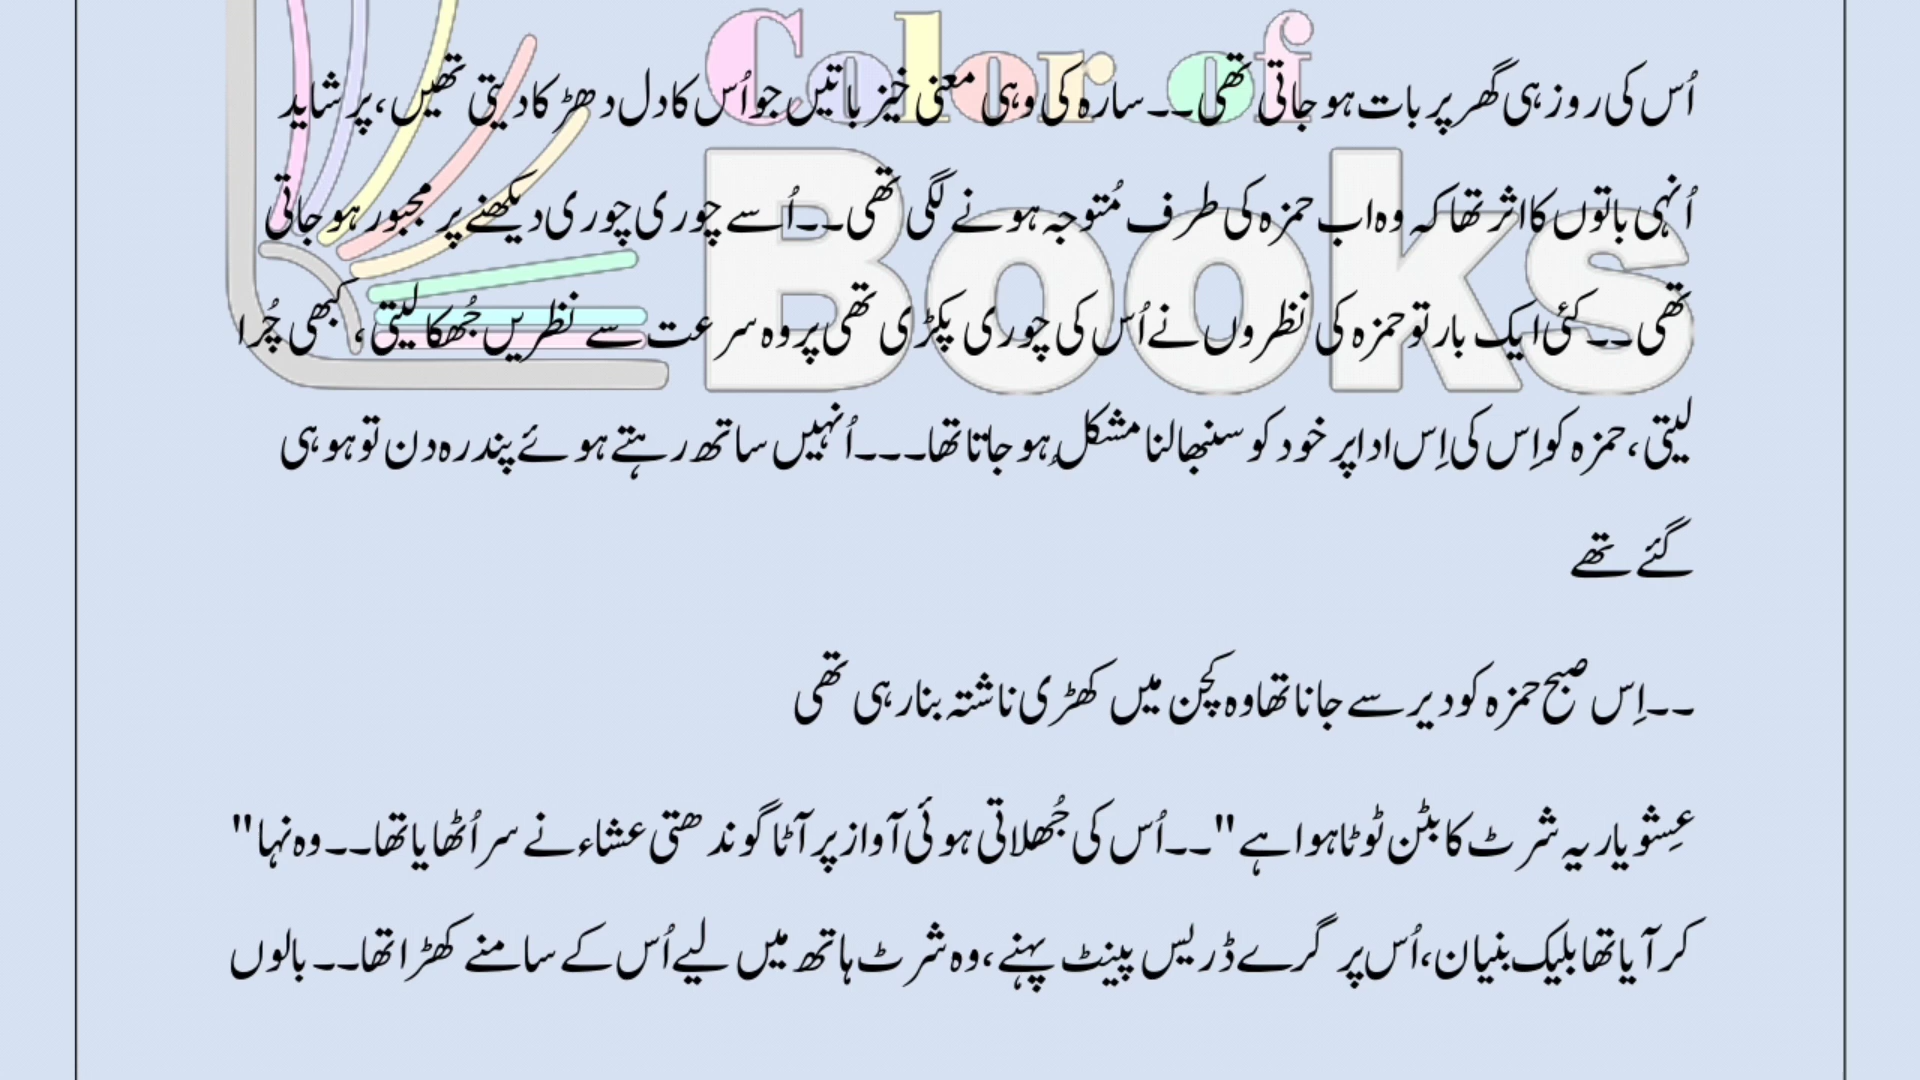 Color of
Books
اُس کی روز ہی گھر پر بات ہو جاتی تھی۔۔سارہ کی وہی معنی خیز باتیں جو اُس کا دل دھڑکا دیتی تھیں، پر شاید
اُنہی باتوں کا اثر تھا کہ وہ اب حمزہ کی طرف مُتوجہ ہونے لگی تھی۔۔اُسے چوری چوری دیکھنے پر مجبور ہو جاتی
تھی۔۔کئی ایک بار تو حمزہ کی نظروں نے اُس کی چوری پکڑی تھی پر وہ سرعت سے نظریں جُھکا لیتی، کبھی چُرا
لیتی، حمزہ کو اِس کی اِس ادا پر خود کو سنبھالنا مشکل ہو جاتا تھا۔۔۔اُنہیں ساتھ رہتے ہوئے پندرہ دن تو ہو ہی
گئے تھے
۔۔اِس صبح حمزہ کو دیر سے جانا تھا وہ کچن میں کھڑی ناشتہ بنا رہی تھی
عِشو یار یہ شرٹ کا بٹن ٹوٹا ہوا ہے "۔۔اُس کی جُھلاتی ہوئی آواز پر آٹا گوندھتی عشاء نے سر اُٹھایا تھا۔۔وہ نہا"
کر آیا تھا بلیک بنیان، اُس پر گرے ڈریس پینٹ پہنے، وہ شرٹ ہاتھ میں لیے اُس کے سامنے کھڑا تھا۔۔بالوں